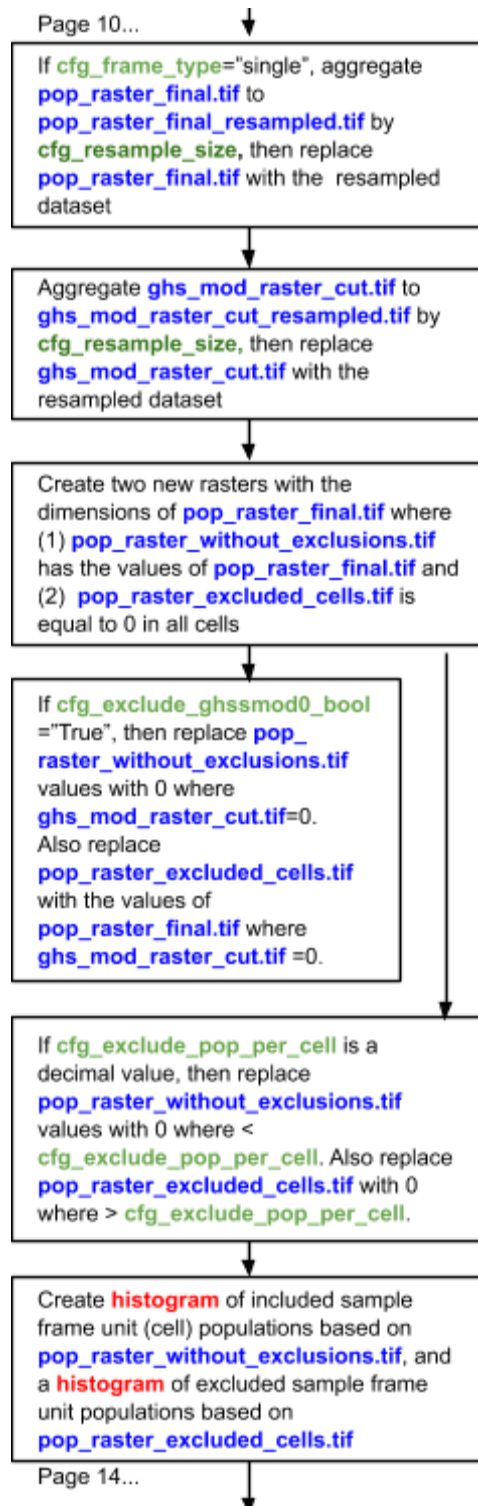 Page 10...
If cfg_frame_type="single", aggregate
pop_raster_final.tif to
pop_raster_final_resampled.tif by
cfg_resample_size, then replace
pop_raster_final.tif with the resampled
dataset
Aggregate ghs_mod_raster_cut.tif to
ghs_mod_raster_cut_resampled.tif by
cfg_resample_size, then replace
ghs_mod_raster_cut.tif with the
resampled dataset
Create two new rasters with the
dimensions of pop_raster_final.tif where
(1) pop_raster_without_exclusions.tif
has the values of pop_raster_final.tif and
(2) pop_raster_excluded_cells.tif is
equal to 0 in all cells
If cfg_exclude_ghssmod0_bool
="True", then replace pop_
raster_without_exclusions.tif
values with 0 where
ghs_mod_raster_cut.tif=0.
Also replace
pop_raster_excluded_cells.tif
with the values of
pop_raster_final.tif where
ghs_mod_raster_cut.tif =0.
If cfg_exclude_pop_per_cell is a
decimal value, then replace
pop_raster_without_exclusions.tif
values with 0 where <
cfg_exclude_pop_per_cell. Also replace
pop_raster_excluded_cells.tif with 0
where > cfg_exclude_pop_per_cell.
Create histogram of included sample
frame unit (cell) populations based on
pop_raster_without_exclusions.tif, and
a histogram of excluded sample frame
unit populations based on
pop_raster_excluded_cells.tif
Page 14...